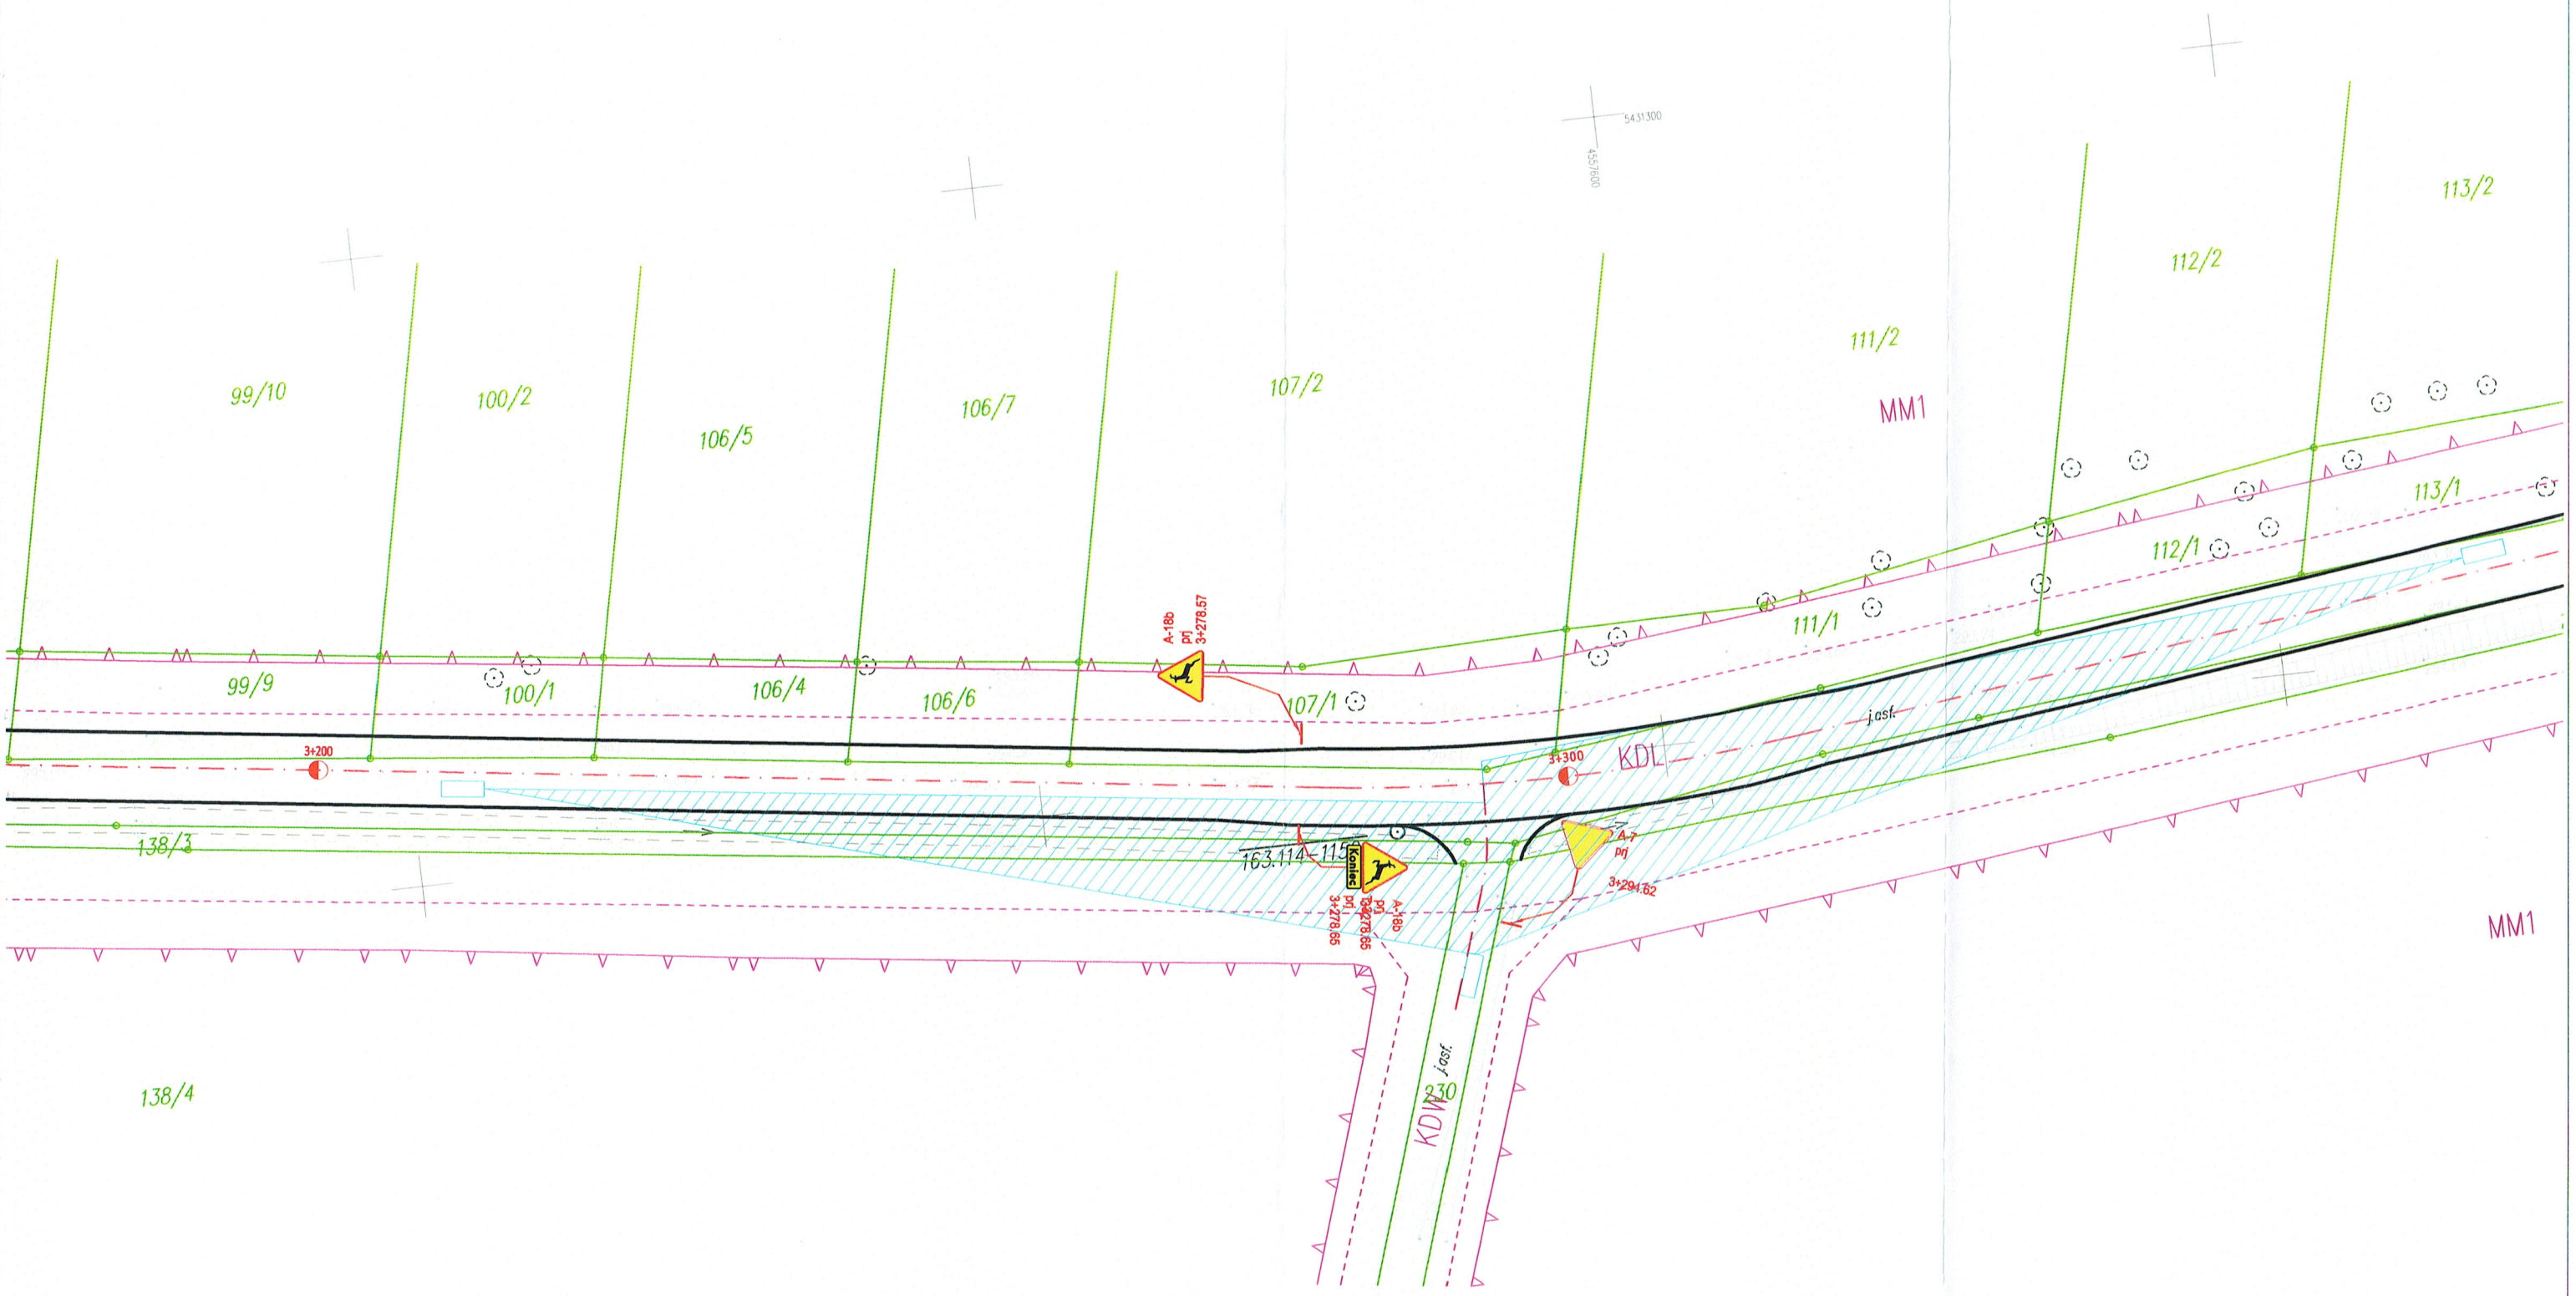 5431300
4557600
113/2
112/2
111/2
99/10
100/2
106/5
106/7
107/2
MM1
113/1
112/1
111/1
A-18b
prj
3+278.57
99/9
100/1
106/4
106/6
107/1
j.asf.
3+200
3+300
KDL
138/3
163.114-115
Koniec
A-7
prj
3+294.62
3+278.65
prj
3+278.65
prj
A-18b
MM1
138/4
j.asf.
230
KDW